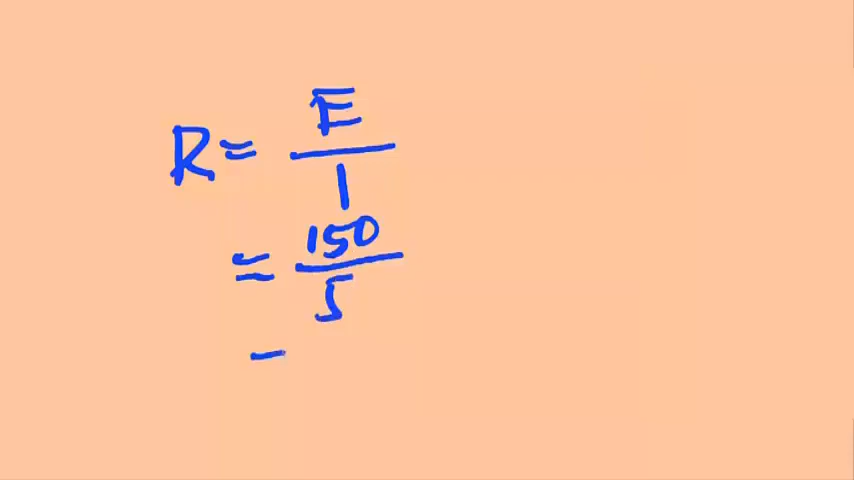 R = E/I
= 150/5
-